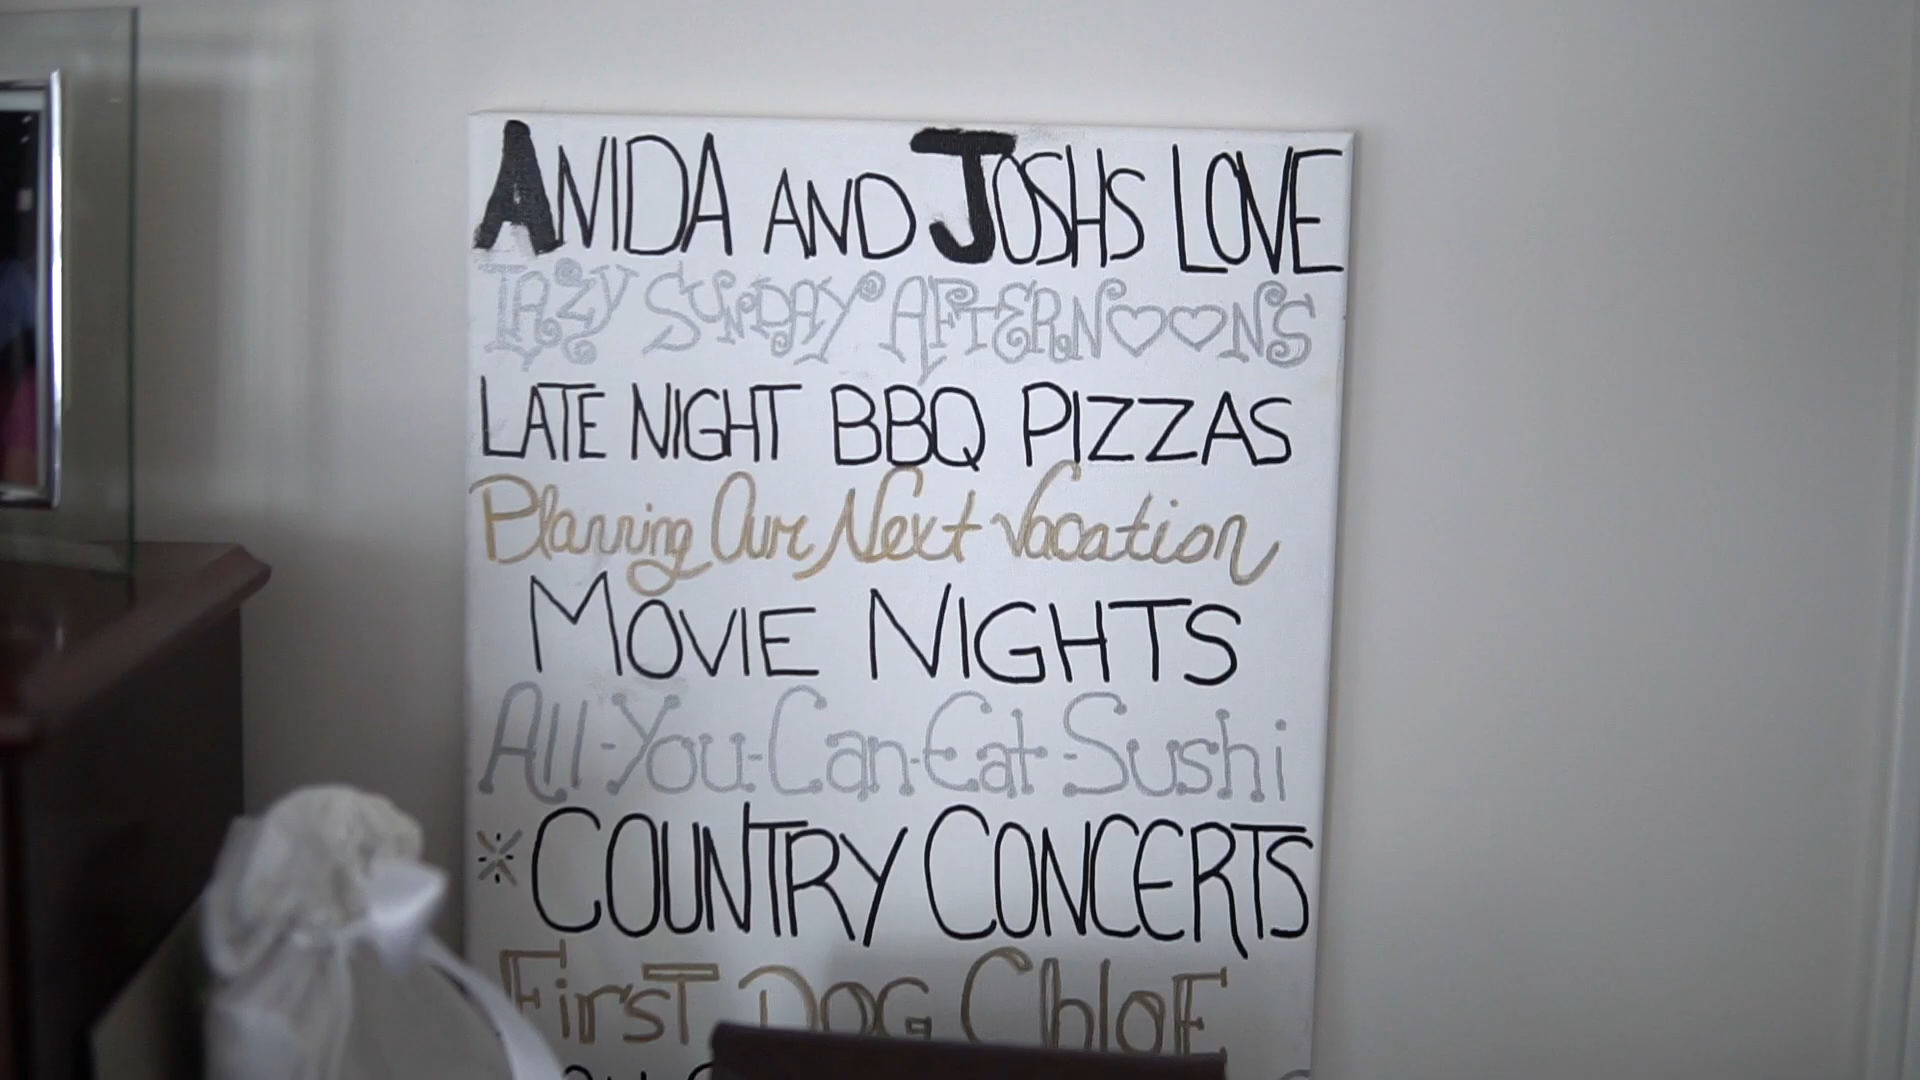 ANIDA AND JOSHS LOVE
LAZY SUNDAY AFTERNOONS
LATE NIGHT BBQ PIZZAS
Planning Our Next Vacation
MOVIE NIGHTS
All-You-Can-Eat-Sushi
*COUNTRY CONCERTS
First Dog Chloe